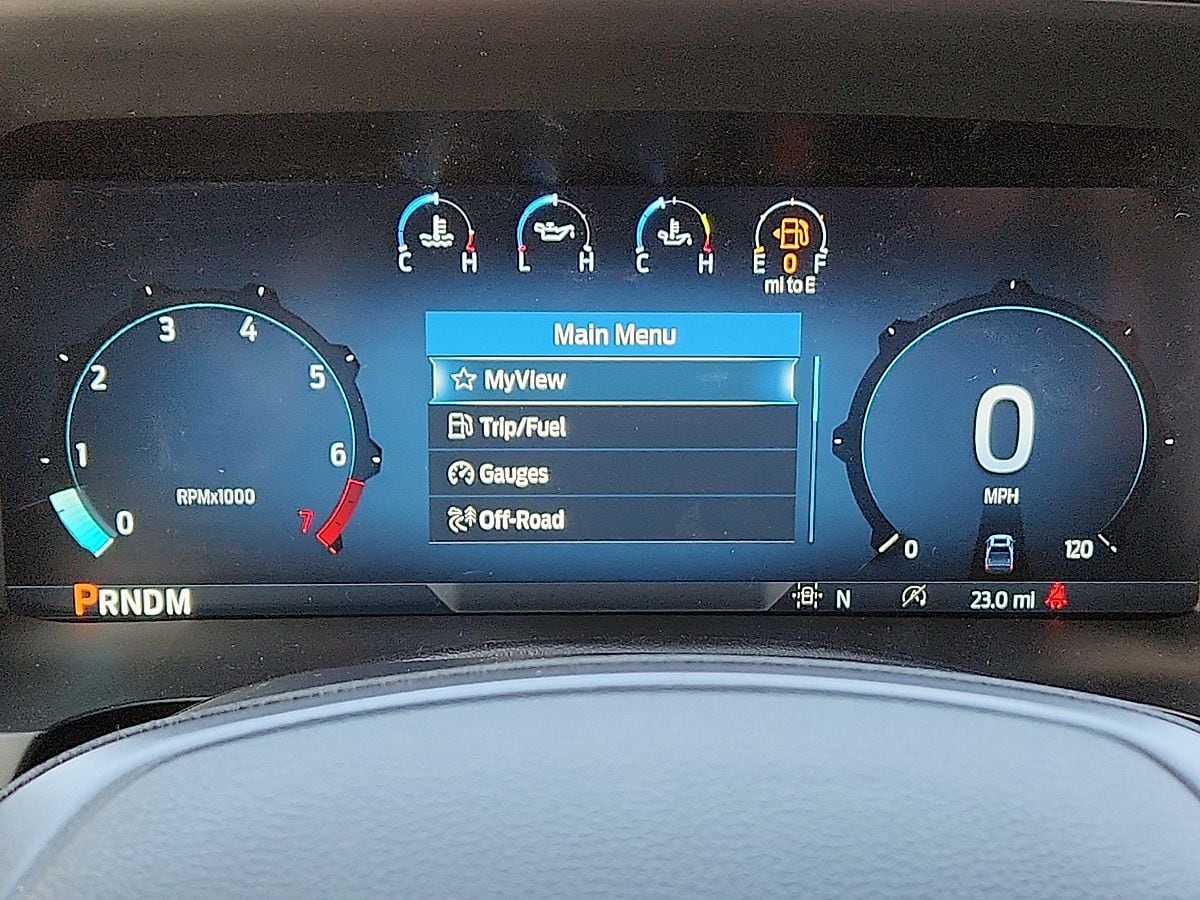 C H
L H
C H
E 0 F
mi to E
Main Menu
MyView
Trip/Fuel
Gauges
Off-Road
0
1
2
3
4
5
6
7
RPMx1000
0
MPH
0
120
PRNDM
N
23.0 mi